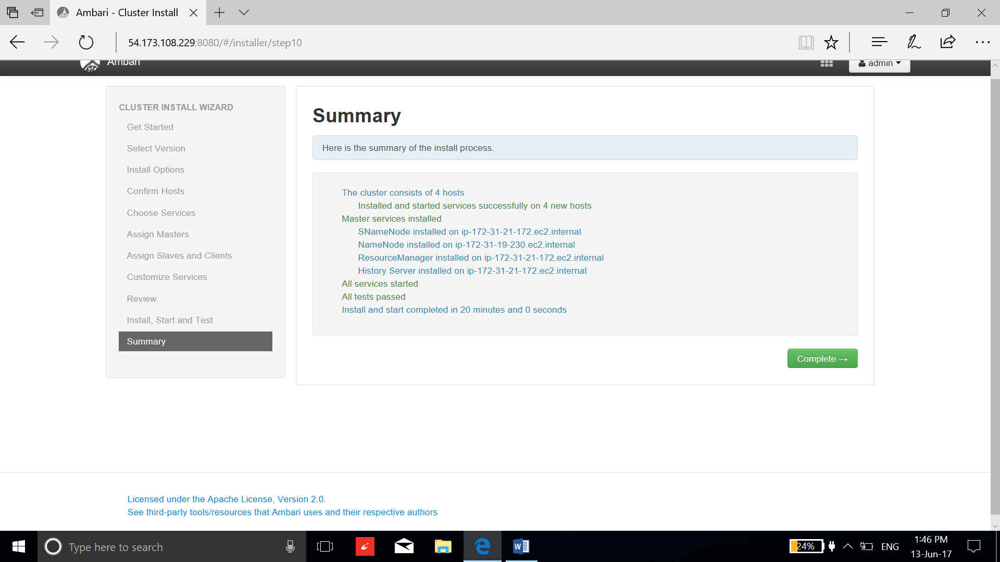 Ambari - Cluster Install
54.173.108.229:8080/#/installer/step10
Ambari
admin
CLUSTER INSTALL WIZARD
Get Started
Select Version
Install Options
Confirm Hosts
Choose Services
Assign Masters
Assign Slaves and Clients
Customize Services
Review
Install, Start and Test
Summary
Summary
Here is the summary of the install process.
The cluster consists of 4 hosts
Installed and started services successfully on 4 new hosts
Master services installed
SNameNode installed on ip-172-31-21-172.ec2.internal
NameNode installed on ip-172-31-19-230.ec2.internal
ResourceManager installed on ip-172-31-21-172.ec2.internal
History Server installed on ip-172-31-21-172.ec2.internal
All services started
All tests passed
Install and start completed in 20 minutes and 0 seconds
Complete →
Licensed under the Apache License, Version 2.0.
See third-party tools/resources that Ambari uses and their respective authors
Type here to search
24%
ENG
1:46 PM
13-Jun-17